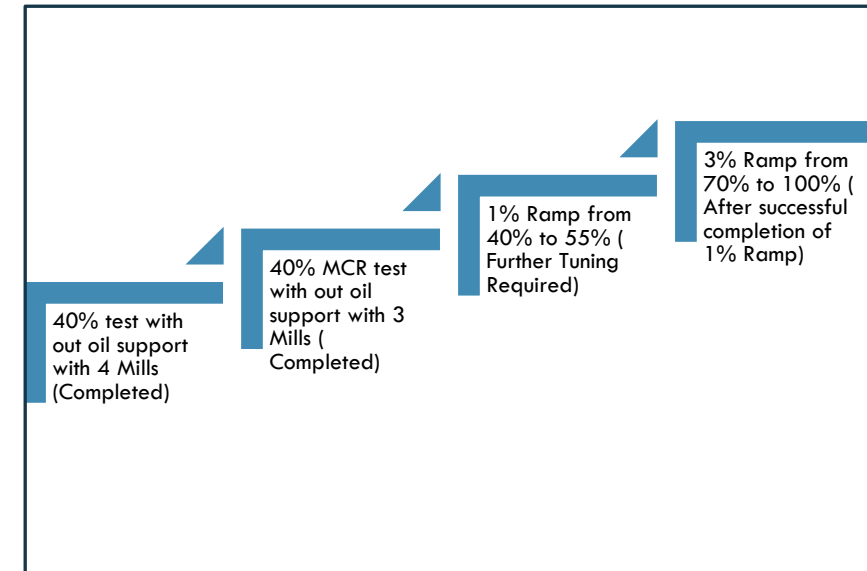 40% test with
out oil support
with 4 Mills
(Completed)
40% MCR test
with out oil
support with 3
Mills (
Completed)
1% Ramp from
40% to 55% (
Further Tuning
Required)
3% Ramp from
70% to 100% (
After successful
completion of
1% Ramp)